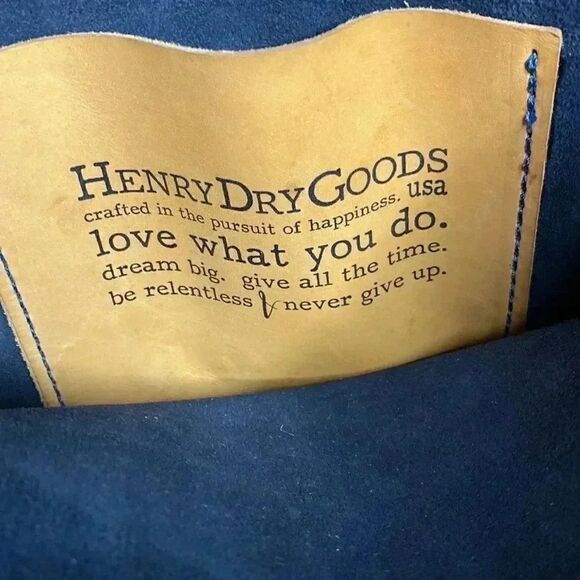 HENRY DRY GOODS
crafted in the pursuit of happiness. usa
love what you do.
dream big. give all the time.
be relentless & never give up.